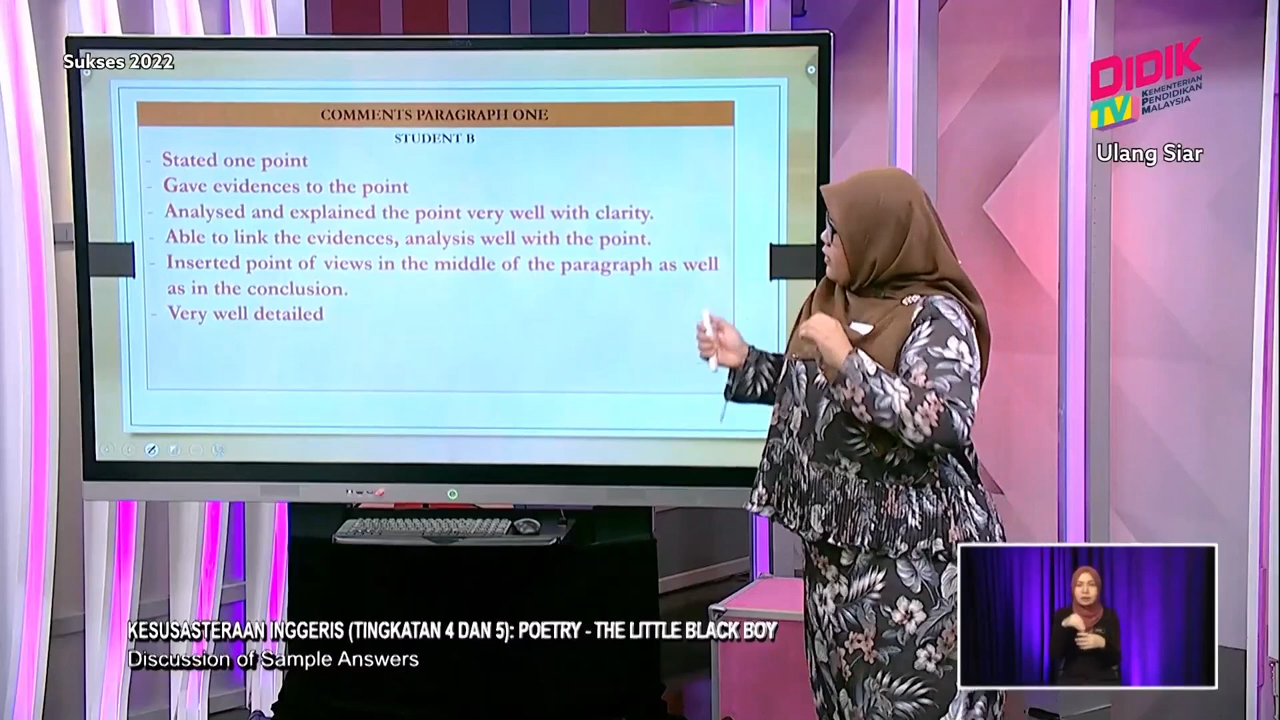 Sukses 2022
DIDIK
TV
KEMENTERIAN
PENDIDIKAN
MALAYSIA
Ulang Siar
COMMENTS PARAGRAPH ONE
STUDENT B
- Stated one point
- Gave evidences to the point
- Analysed and explained the point very well with clarity.
- Able to link the evidences, analysis well with the point.
- Inserted point of views in the middle of the paragraph as well
as in the conclusion.
- Very well detailed
KESUSASTERAAN INGGERIS (TINGKATAN 4 DAN 5): POETRY - THE LITTLE BLACK BOY
Discussion of Sample Answers